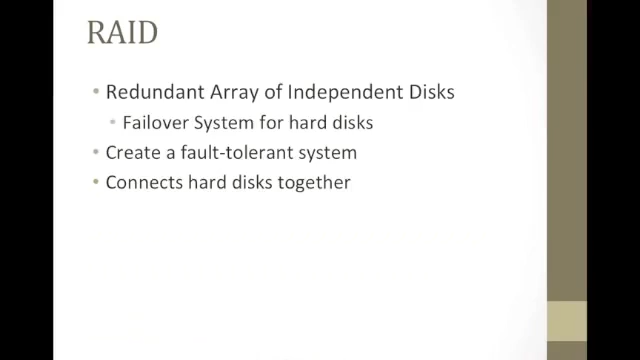 RAID
• Redundant Array of Independent Disks
• Failover System for hard disks
• Create a fault-tolerant system
• Connects hard disks together